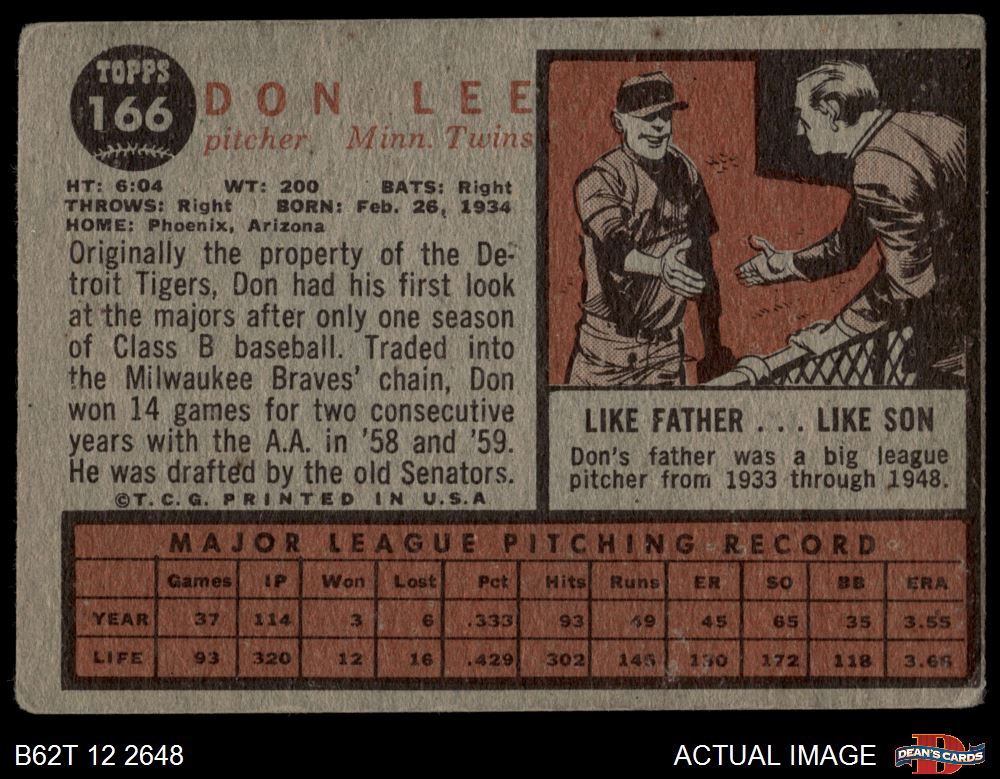 TOPPS
166
DON LEE
pitcher Minn. Twins
HT: 6:04 WT: 200 BATS: Right
THROWS: Right BORN: Feb. 26, 1934
HOME: Phoenix, Arizona
Originally the property of the De-
troit Tigers, Don had his first look
at the majors after only one season
of Class B baseball. Traded into
the Milwaukee Braves' chain, Don
won 14 games for two consecutive
years with the A.A. in '58 and '59.
He was drafted by the old Senators.
©T.C.G. PRINTED IN U.S.A
LIKE FATHER . . . LIKE SON
Don's father was a big league
pitcher from 1933 through 1948.
MAJOR LEAGUE PITCHING RECORD
Games IP Won Lost Pct Hits Runs ER SO BB ERA
YEAR 37 114 3 6 .333 93 49 45 65 35 3.55
LIFE 93 320 12 16 .429 302 145 130 172 118 3.66
B62T 12 2648
ACTUAL IMAGE
DEAN'S CARDS